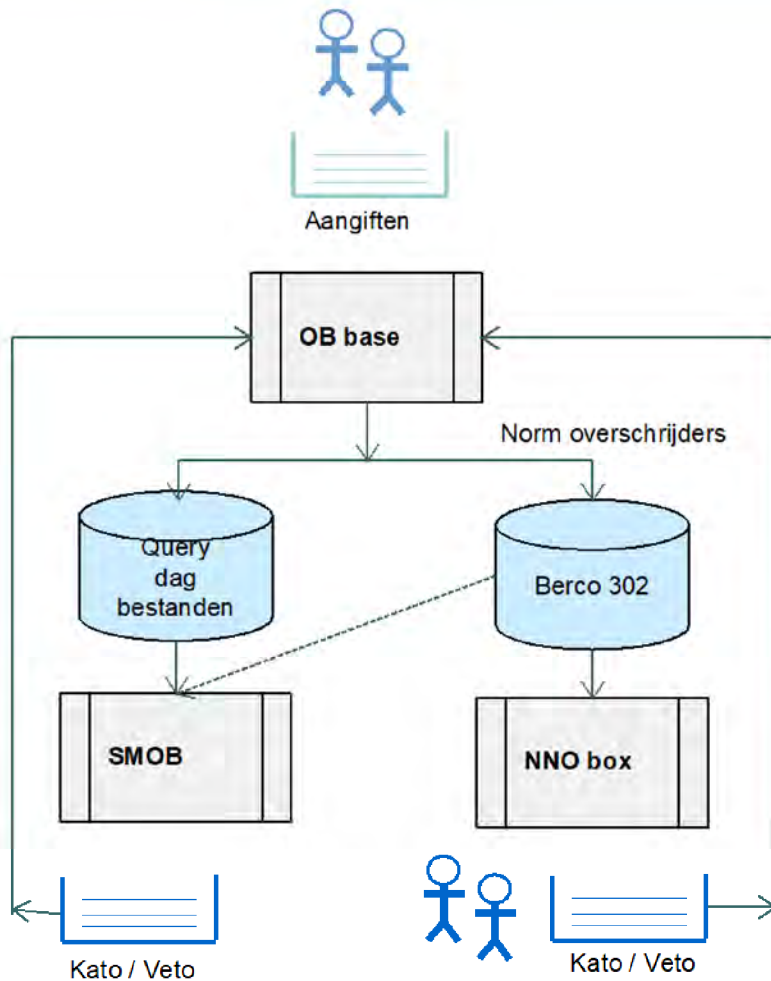 Aangiften
OB base
Norm overschrijders
Query
dag
bestanden
Berco 302
SMOB
NNO box
Kato / Veto
Kato / Veto